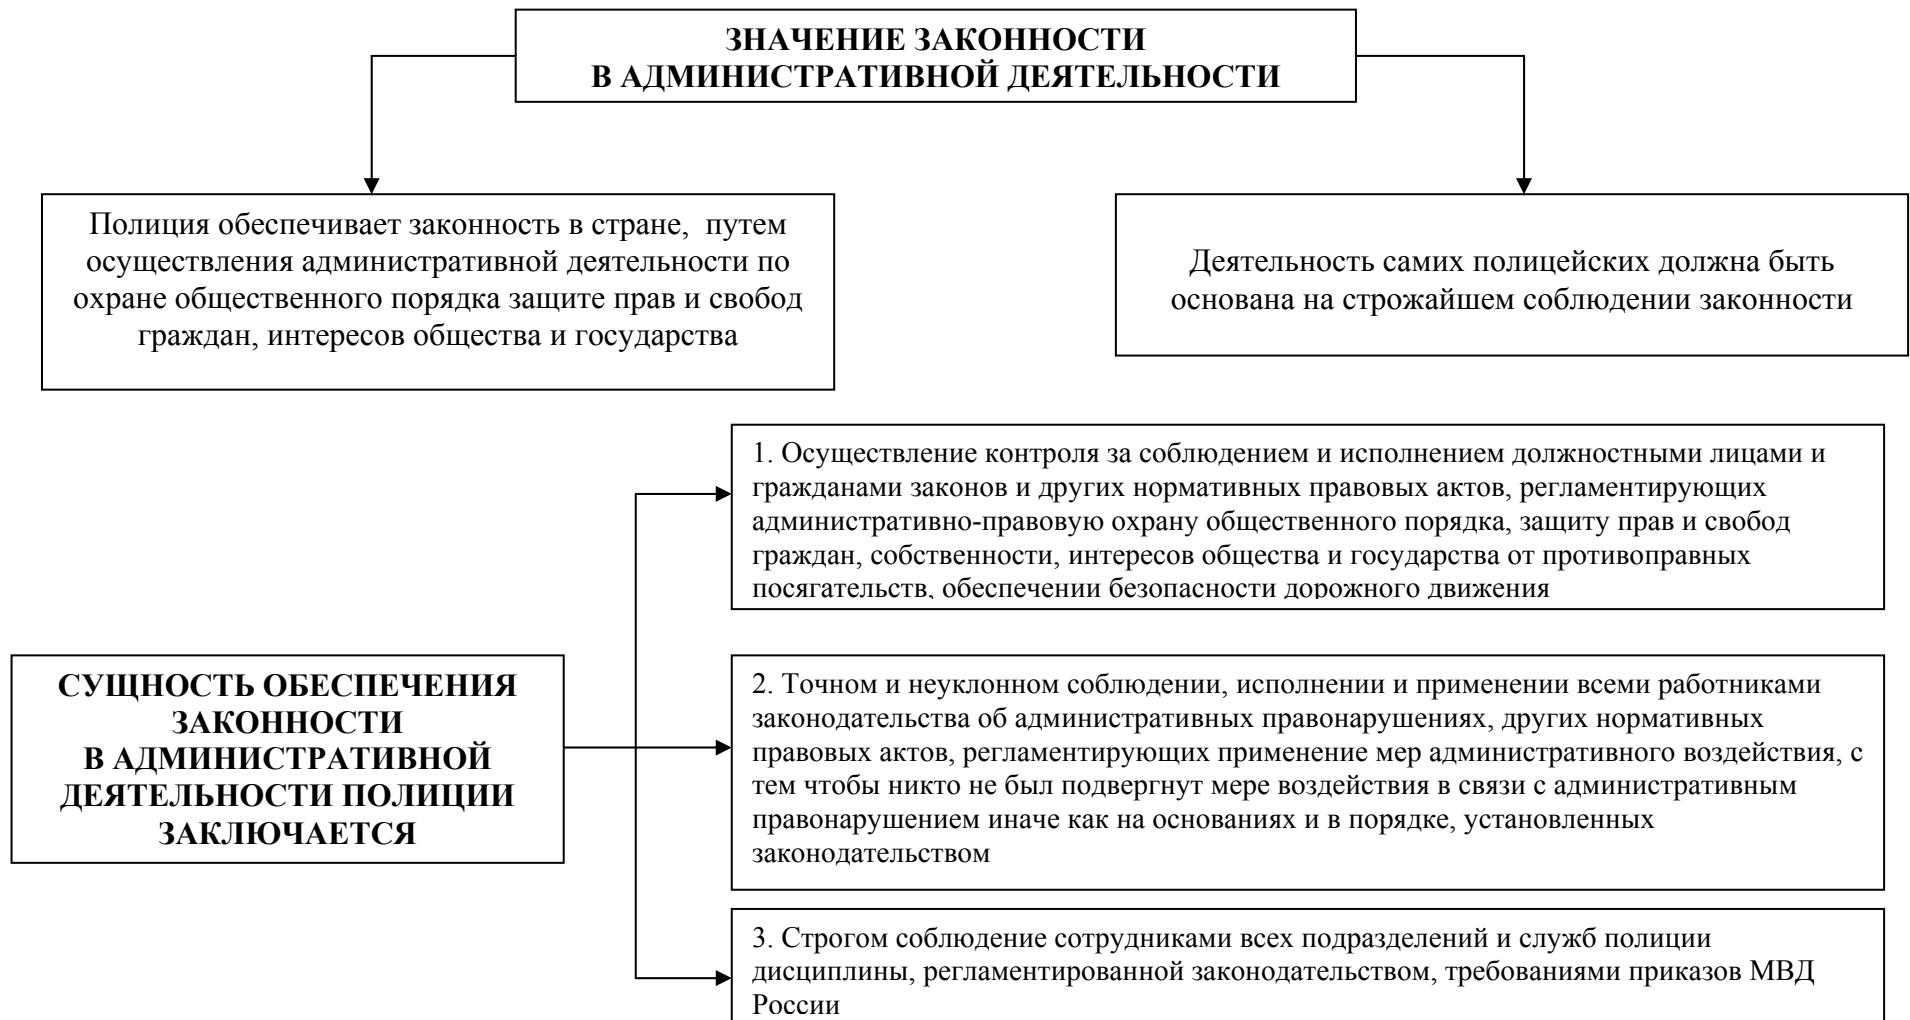 ЗНАЧЕНИЕ ЗАКОННОСТИ
В АДМИНИСТРАТИВНОЙ ДЕЯТЕЛЬНОСТИ
Полиция обеспечивает законность в стране, путем
осуществления административной деятельности по
охране общественного порядка защите прав и свобод
граждан, интересов общества и государства
Деятельность самих полицейских должна быть
основана на строжайшем соблюдении законности
СУЩНОСТЬ ОБЕСПЕЧЕНИЯ
ЗАКОННОСТИ
В АДМИНИСТРАТИВНОЙ
ДЕЯТЕЛЬНОСТИ ПОЛИЦИИ
ЗАКЛЮЧАЕТСЯ
1. Осуществление контроля за соблюдением и исполнением должностными лицами и
гражданами законов и других нормативных правовых актов, регламентирующих
административно-правовую охрану общественного порядка, защиту прав и свобод
граждан, собственности, интересов общества и государства от противоправных
посягательств, обеспечении безопасности дорожного движения
2. Точном и неуклонном соблюдении, исполнении и применении всеми работниками
законодательства об административных правонарушениях, других нормативных
правовых актов, регламентирующих применение мер административного воздействия, с
тем чтобы никто не был подвергнут мере воздействия в связи с административным
правонарушением иначе как на основаниях и в порядке, установленных
законодательством
3. Строгом соблюдение сотрудниками всех подразделений и служб полиции
дисциплины, регламентированной законодательством, требованиями приказов МВД
России